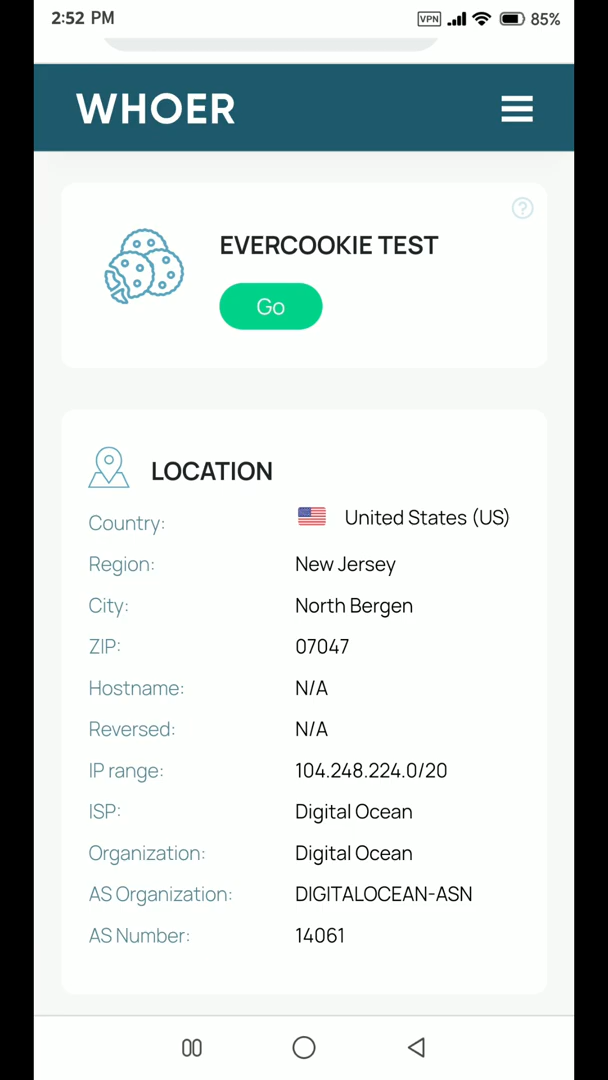 2:52 PM VPN 85%
WHOER
?
EVERCOOKIE TEST
Go
LOCATION
Country: United States (US)
Region: New Jersey
City: North Bergen
ZIP: 07047
Hostname: N/A
Reversed: N/A
IP range: 104.248.224.0/20
ISP: Digital Ocean
Organization: Digital Ocean
AS Organization: DIGITALOCEAN-ASN
AS Number: 14061